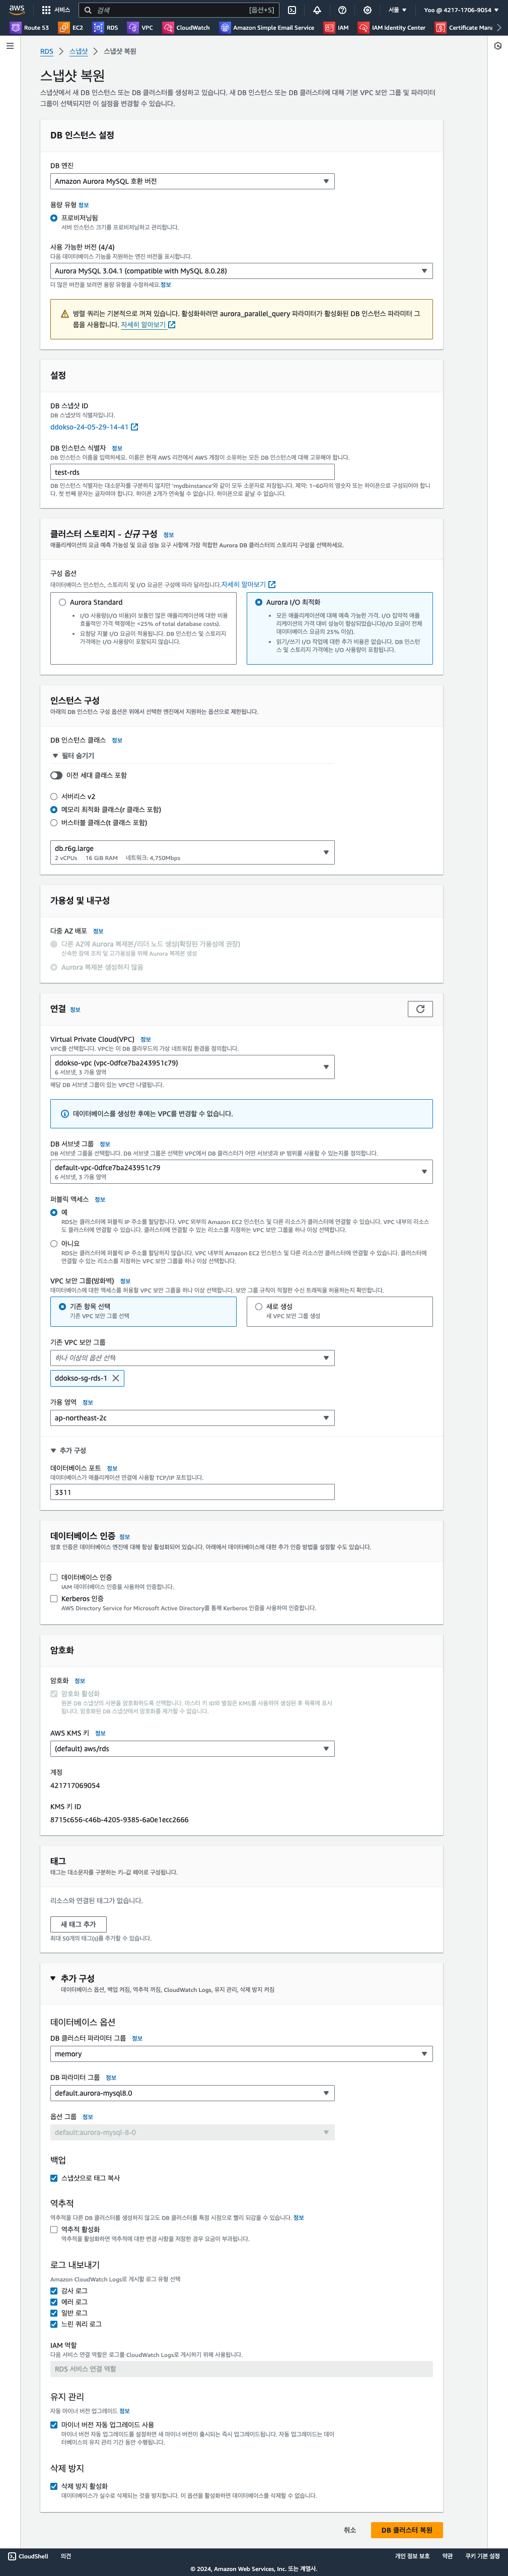 aws
서비스
검색
[옵션+S]
서울
Yoo @ 4217-1706-9054
Route 53
EC2
RDS
VPC
CloudWatch
Amazon Simple Email Service
IAM
IAM Identity Center
Certificate Mana
RDS > 스냅샷 > 스냅샷 복원
스냅샷 복원
스냅샷에서 새 DB 인스턴스 또는 DB 클러스터를 생성하고 있습니다. 새 DB 인스턴스 또는 DB 클러스터에 대해 기본 VPC 보안 그룹 및 파라미터
그룹이 선택되지만 이 설정을 변경할 수 있습니다.
DB 인스턴스 설정
DB 엔진
Amazon Aurora MySQL 호환 버전
용량 유형 정보
프로비저닝됨
서버 인스턴스 크기를 프로비저닝하고 관리합니다.
사용 가능한 버전 (4/4)
다음 데이터베이스 기능을 지원하는 엔진 버전을 표시합니다.
Aurora MySQL 3.04.1 (compatible with MySQL 8.0.28)
더 많은 버전을 보려면 용량 유형을 수정하세요.정보
병렬 쿼리는 기본적으로 꺼져 있습니다. 활성화하려면 aurora_parallel_query 파라미터가 활성화된 DB 인스턴스 파라미터 그
룹을 사용합니다. 자세히 알아보기
설정
DB 스냅샷 ID
DB 스냅샷의 식별자입니다.
ddokso-24-05-29-14-41
DB 인스턴스 식별자 정보
DB 인스턴스 이름을 입력하세요. 이름은 현재 AWS 리전에서 AWS 계정이 소유하는 모든 DB 인스턴스에 대해 고유해야 합니다.
test-rds
DB 인스턴스 식별자는 대소문자를 구분하지 않지만 'mydbinstance'와 같이 모두 소문자로 저장됩니다. 제약: 1~60자의 영숫자 또는 하이픈으로 구성되어야 합니
다. 첫 번째 문자는 글자여야 합니다. 하이픈 2개가 연속될 수 없습니다. 하이픈으로 끝날 수 없습니다.
클러스터 스토리지 - 신규 구성 정보
애플리케이션의 요금 예측 가능성 및 요금 성능 요구 사항에 가장 적합한 Aurora DB 클러스터의 스토리지 구성을 선택하세요.
구성 옵션
데이터베이스 인스턴스, 스토리지 및 I/O 요금은 구성에 따라 달라집니다.자세히 알아보기
Aurora Standard
• I/O 사용량(I/O 비용)이 보통인 많은 애플리케이션에 대한 비용
효율적인 가격 책정에는 <25% of total database costs).
• 요청당 지불 I/O 요금이 적용됩니다. DB 인스턴스 및 스토리지
가격에는 I/O 사용량이 포함되지 않습니다.
Aurora I/O 최적화
• 모든 애플리케이션에 대해 예측 가능한 가격. I/O 집약적 애플
리케이션의 가격 대비 성능이 향상되었습니다(I/O 요금이 전체
데이터베이스 요금의 25% 이상).
• 읽기/쓰기 I/O 작업에 대한 추가 비용은 없습니다. DB 인스턴
스 및 스토리지 가격에는 I/O 사용량이 포함됩니다.
인스턴스 구성
아래의 DB 인스턴스 구성 옵션은 위에서 선택한 엔진에서 지원하는 옵션으로 제한됩니다.
DB 인스턴스 클래스 정보
필터 숨기기
이전 세대 클래스 포함
서버리스 v2
메모리 최적화 클래스(r 클래스 포함)
버스터블 클래스(t 클래스 포함)
db.r6g.large
2 vCPUs 16 GiB RAM 네트워크: 4,750Mbps
가용성 및 내구성
다중 AZ 배포 정보
다른 AZ에 Aurora 복제본/리더 노드 생성(확장된 가용성에 권장)
신속한 장애 조치 및 고가용성을 위해 Aurora 복제본 생성
Aurora 복제본 생성하지 않음
연결 정보
Virtual Private Cloud(VPC) 정보
VPC를 선택합니다. VPC는 이 DB 클라우드의 가상 네트워킹 환경을 정의합니다.
ddokso-vpc (vpc-0dfce7ba243951c79)
6 서브넷, 3 가용 영역
해당 DB 서브넷 그룹이 있는 VPC만 나열됩니다.
데이터베이스를 생성한 후에는 VPC를 변경할 수 없습니다.
DB 서브넷 그룹 정보
DB 서브넷 그룹을 선택합니다. DB 서브넷 그룹은 선택한 VPC에서 DB 클러스터가 어떤 서브넷과 IP 범위를 사용할 수 있는지를 정의합니다.
default-vpc-0dfce7ba243951c79
6 서브넷, 3 가용 영역
퍼블릭 액세스 정보
예
RDS는 클러스터에 퍼블릭 IP 주소를 할당합니다. VPC 외부의 Amazon EC2 인스턴스 및 다른 리소스가 클러스터에 연결할 수 있습니다. VPC 내부의 리소스
도 클러스터에 연결할 수 있습니다. 클러스터에 연결할 수 있는 리소스를 지정하는 VPC 보안 그룹을 하나 이상 선택합니다.
아니요
RDS는 클러스터에 퍼블릭 IP 주소를 할당하지 않습니다. VPC 내부의 Amazon EC2 인스턴스 및 다른 리소스만 클러스터에 연결할 수 있습니다. 클러스터에
연결할 수 있는 리소스를 지정하는 VPC 보안 그룹을 하나 이상 선택합니다.
VPC 보안 그룹(방화벽) 정보
데이터베이스에 대한 액세스를 허용할 VPC 보안 그룹을 하나 이상 선택합니다. 보안 그룹 규칙이 적절한 수신 트래픽을 허용하는지 확인합니다.
기존 항목 선택
기존 VPC 보안 그룹 선택
새로 생성
새 VPC 보안 그룹 생성
기존 VPC 보안 그룹
하나 이상의 옵션 선택
ddokso-sg-rds-1
가용 영역 정보
ap-northeast-2c
추가 구성
데이터베이스 포트 정보
데이터베이스가 애플리케이션 연결에 사용할 TCP/IP 포트입니다.
3311
데이터베이스 인증 정보
암호 인증은 데이터베이스 엔진에 대해 항상 활성화되어 있습니다. 아래에서 데이터베이스에 대한 추가 인증 방법을 설정할 수도 있습니다.
데이터베이스 인증
IAM 데이터베이스 인증을 사용하여 인증합니다.
Kerberos 인증
AWS Directory Service for Microsoft Active Directory를 통해 Kerberos 인증을 사용하여 인증합니다.
암호화
암호화 정보
암호화 활성화
원본 DB 스냅샷의 사본을 암호화하도록 선택합니다. 마스터 키 ID와 별칭은 KMS를 사용하여 생성된 후 목록에 표시
됩니다. 암호화된 DB 스냅샷에서 암호화를 제거할 수 없습니다.
AWS KMS 키 정보
(default) aws/rds
계정
421717069054
KMS 키 ID
8715c656-c46b-4205-9385-6a0e1ecc2666
태그
태그는 대소문자를 구분하는 키-값 페어로 구성됩니다.
리소스와 연결된 태그가 없습니다.
새 태그 추가
최대 50개의 태그(s)를 추가할 수 있습니다.
추가 구성
데이터베이스 옵션, 백업 켜짐, 역추적 꺼짐, CloudWatch Logs, 유지 관리, 삭제 방지 켜짐
데이터베이스 옵션
DB 클러스터 파라미터 그룹 정보
memory
DB 파라미터 그룹 정보
default.aurora-mysql8.0
옵션 그룹 정보
default:aurora-mysql-8-0
백업
스냅샷으로 태그 복사
역추적
역추적은 다른 DB 클러스터를 생성하지 않고도 DB 클러스터를 특정 시점으로 빨리 되감을 수 있습니다. 정보
역추적 활성화
역추적을 활성화하면 역추적에 대한 변경 사항을 저장한 경우 요금이 부과됩니다.
로그 내보내기
Amazon CloudWatch Logs로 게시할 로그 유형 선택
감사 로그
에러 로그
일반 로그
느린 쿼리 로그
IAM 역할
다음 서비스 연결 역할은 로그를 CloudWatch Logs로 게시하기 위해 사용됩니다.
RDS 서비스 연결 역할
유지 관리
자동 마이너 버전 업그레이드 정보
마이너 버전 자동 업그레이드 사용
마이너 버전 자동 업그레이드를 설정하면 새 마이너 버전이 출시되는 즉시 업그레이드됩니다. 자동 업그레이드는 데이
터베이스의 유지 관리 기간 동안 수행됩니다.
삭제 방지
삭제 방지 활성화
데이터베이스가 실수로 삭제되는 것을 방지합니다. 이 옵션을 활성화하면 데이터베이스를 삭제할 수 없습니다.
취소
DB 클러스터 복원
CloudShell
의견
개인 정보 보호
약관
쿠키 기본 설정
© 2024, Amazon Web Services, Inc. 또는 계열사.